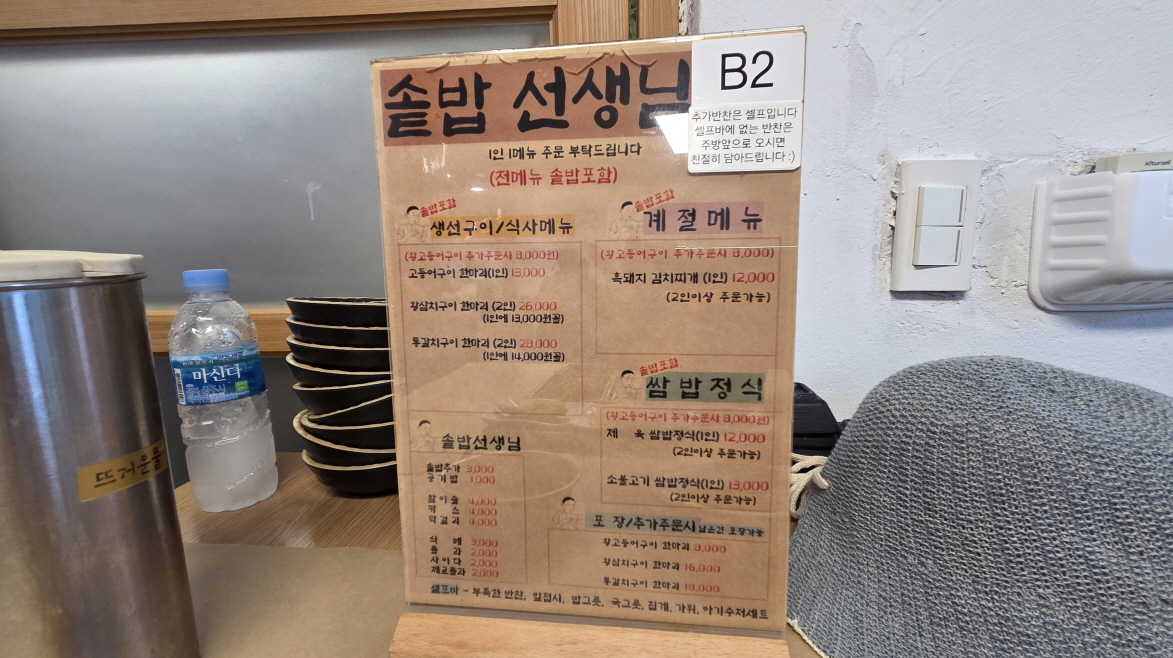 솥밥 선생님
B2
추가반찬은 셀프입니다
셀프바에 없는 반찬은
주방앞으로 오시면
친절히 담아드립니다 :)
1인 1메뉴 주문 부탁드립니다
(전메뉴 솥밥포함)
솥밥포함
생선구이/식사메뉴
(왕고등어구이 추가주문시 8,000원)
고등어구이 한마리(1인) 13,000
왕삼치구이 한마리 (2인) 26,000
(1인에 13,000원꼴)
통갈치구이 한마리 (2인) 28,000
(1인에 14,000원꼴)
솥밥포함
계절메뉴
(왕고등어구이 추가주문시 8,000)
흑돼지 김치찌개 (1인) 12,000
(2인이상 주문가능)
솥밥포함
쌈밥정식
(왕고등어구이 추가주문시 8,000원)
제 육 쌈밥정식(1인) 12,000
(2인이상 주문가능)
소불고기 쌈밥정식(1인) 13,000
(2인이상 주문가능)
솥밥선생님
솥밥추가 3,000
공기밥 1,000
참이슬 4,000
카스 4,000
막걸리 4,000
식혜 3,000
콜라 2,000
사이다 2,000
제로콜라 2,000
포 장/추가주문시 남은건 포장가능
왕고등어구이 한마리 8,000
왕삼치구이 한마리 16,000
통갈치구이 한마리 18,000
셀프바 - 부족한 반찬, 앞접시, 밥그릇, 국그릇, 집게, 가위, 아기수저세트
마신다
뜨거운물